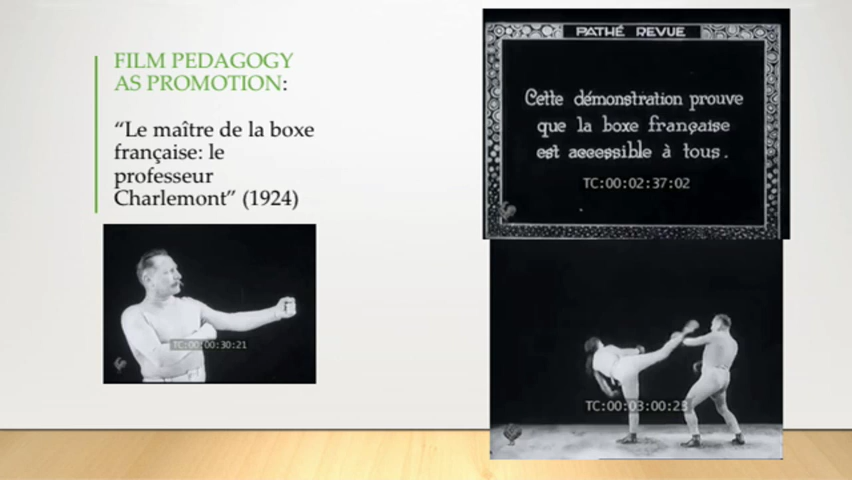 FILM PEDAGOGY
AS PROMOTION:
“Le maître de la boxe
française: le
professeur
Charlemont” (1924)
TC:00:00:30:21
PATHÉ REVUE
Cette démonstration prouve
que la boxe française
est accessible à tous.
TC:00:02:37:02
TC:00:03:00:23